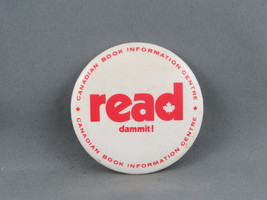 CANADIAN BOOK INFORMATION CENTRE
read
dammit!
CANADIAN BOOK INFORMATION CENTRE